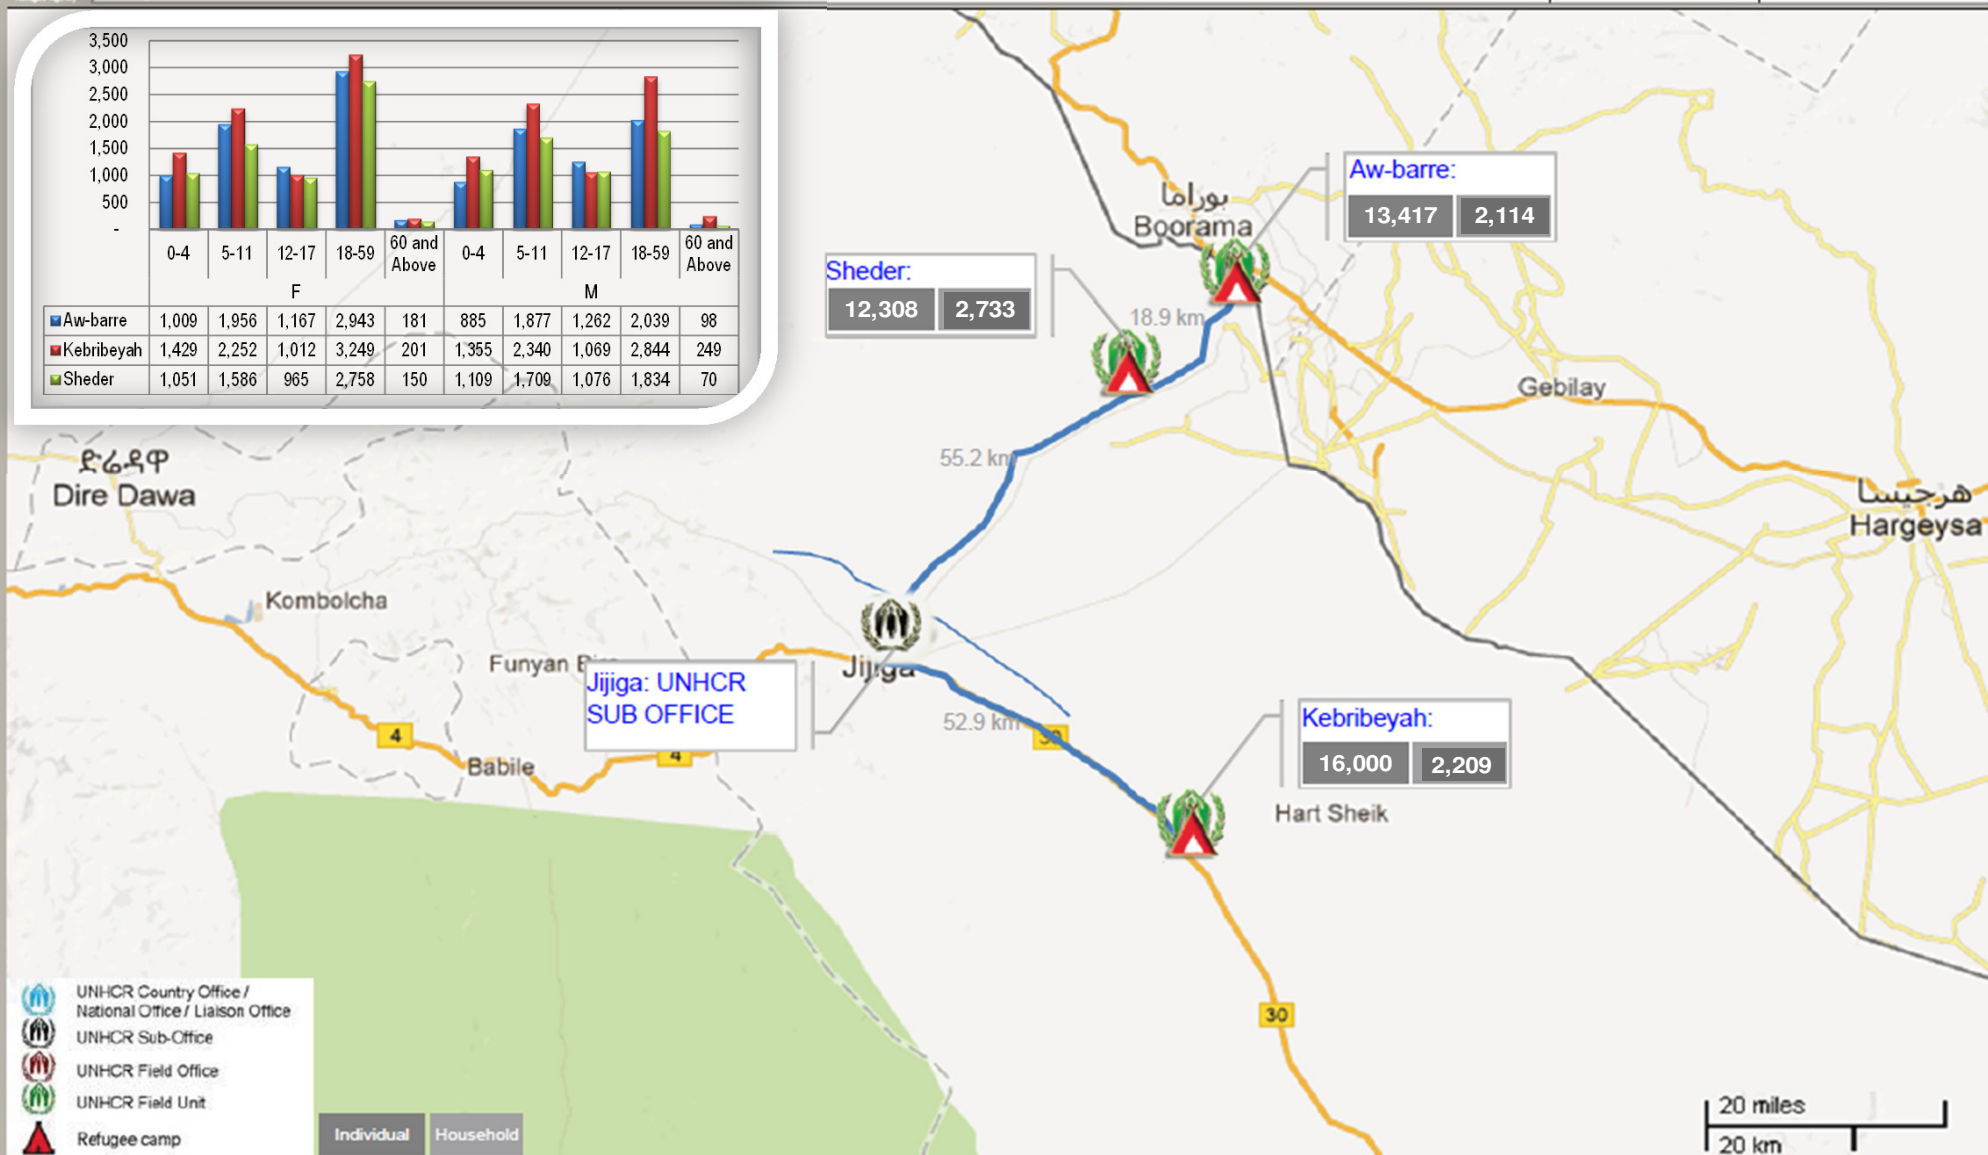 3,500
3,000
2,500
2,000
1,500
1,000
500
-
0-4 5-11 12-17 18-59 60 and Above 0-4 5-11 12-17 18-59 60 and Above
F M
Aw-barre 1,009 1,956 1,167 2,943 181 885 1,877 1,262 2,039 98
Kebribeyah 1,429 2,252 1,012 3,249 201 1,355 2,340 1,069 2,844 249
Sheder 1,051 1,586 965 2,758 150 1,109 1,709 1,076 1,834 70
Aw-barre:
13,417 2,114
بوراما
Boorama
Sheder:
12,308 2,733
18.9 km
Gebilay
55.2 km
ድሬዳዋ
Dire Dawa
هرجيسا
Hargeysa
Kombolcha
Funyan
Jijiga
Jijiga: UNHCR
SUB OFFICE
52.9 km
30
4
4
Babile
Kebribeyah:
16,000 2,209
Hart Sheik
30
UNHCR Country Office /
National Office / Liaison Office
UNHCR Sub-Office
UNHCR Field Office
UNHCR Field Unit
Refugee camp
Individual Household
20 miles
20 km